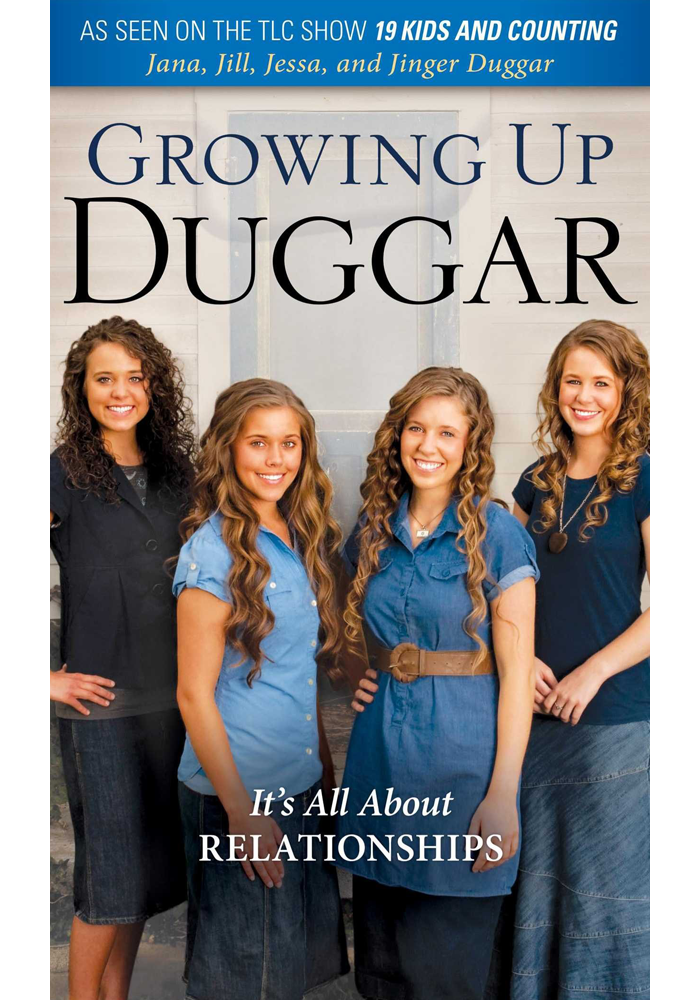 AS SEEN ON THE TLC SHOW 19 KIDS AND COUNTING
Jana, Jill, Jessa, and Jinger Duggar
GROWING UP
DUGGAR
It's All About
RELATIONSHIPS